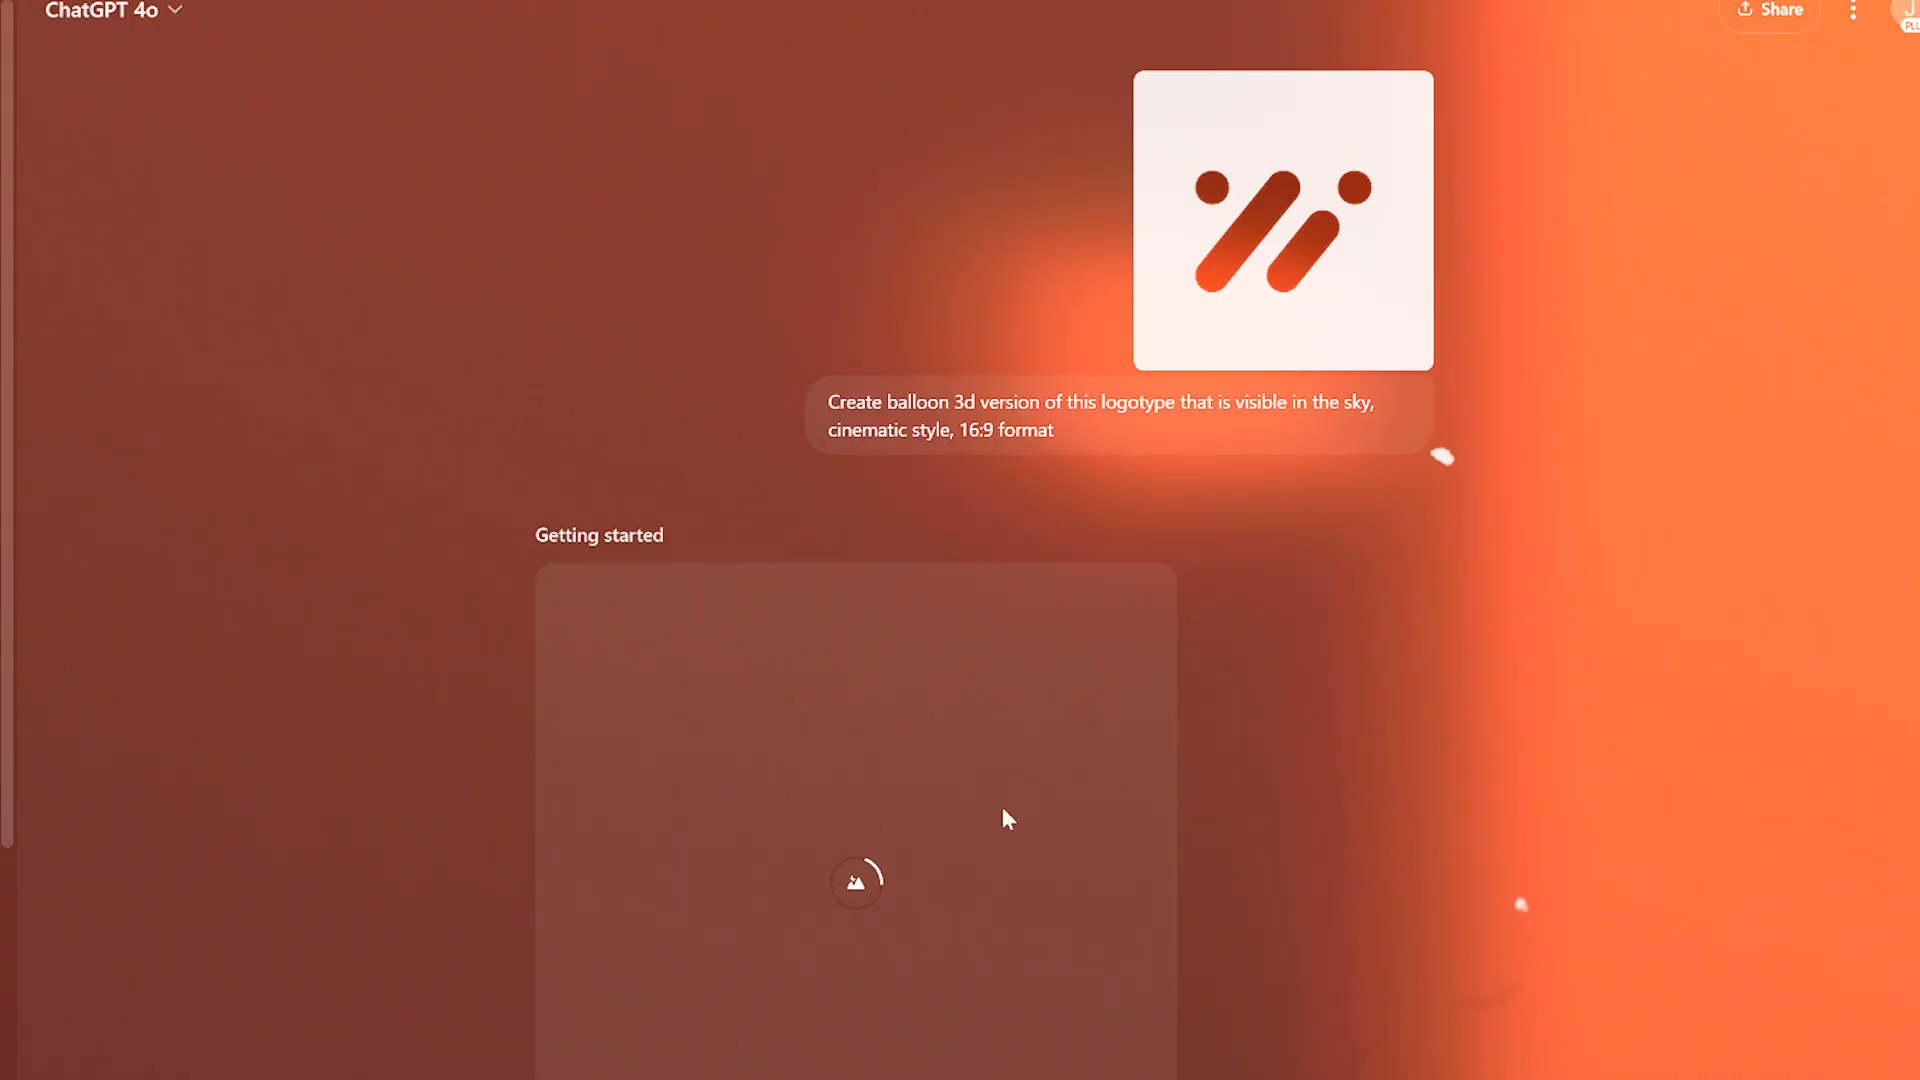 ChatGPT 4o
Share
J
Create balloon 3d version of this logotype that is visible in the sky,
cinematic style, 16:9 format
Getting started